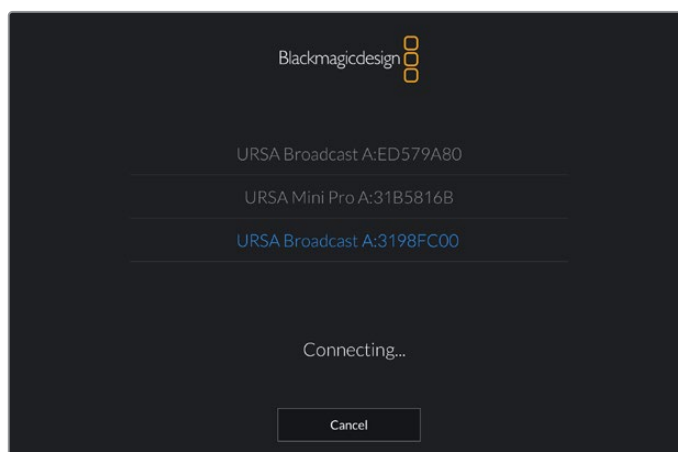 Blackmagicdesign
URSA Broadcast A:ED579A80
URSA Mini Pro A:31B5816B
URSA Broadcast A:3198FC00
Connecting...
Cancel